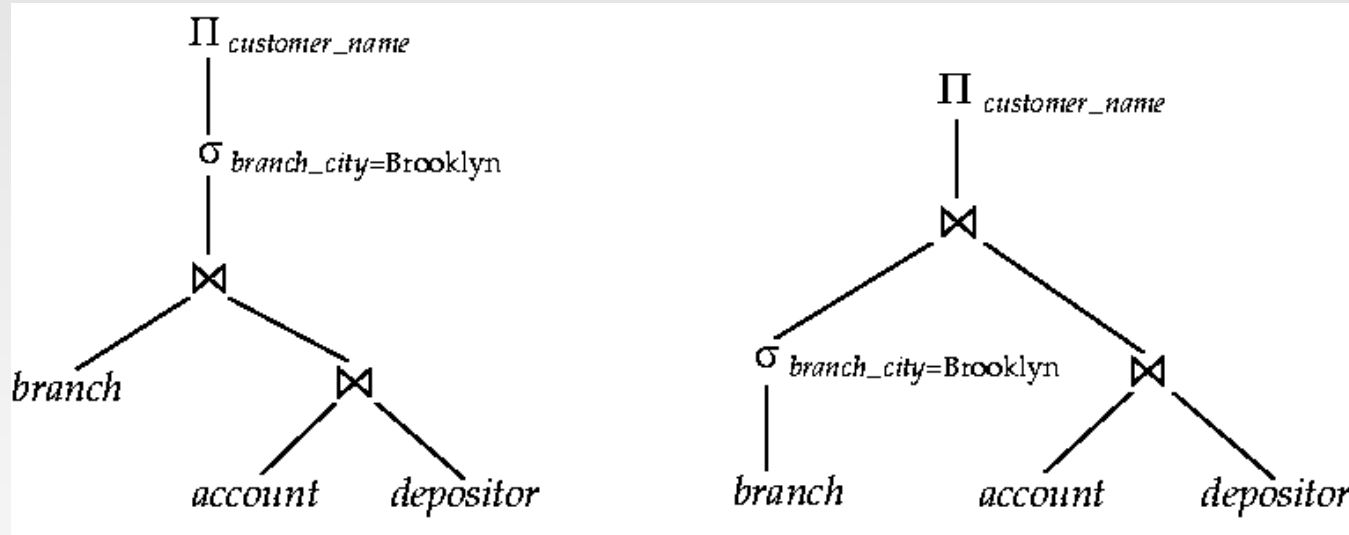 Π customer_name
σ branch_city=Brooklyn
⋈
branch
⋈
account depositor
Π customer_name
⋈
σ branch_city=Brooklyn
⋈
branch account depositor